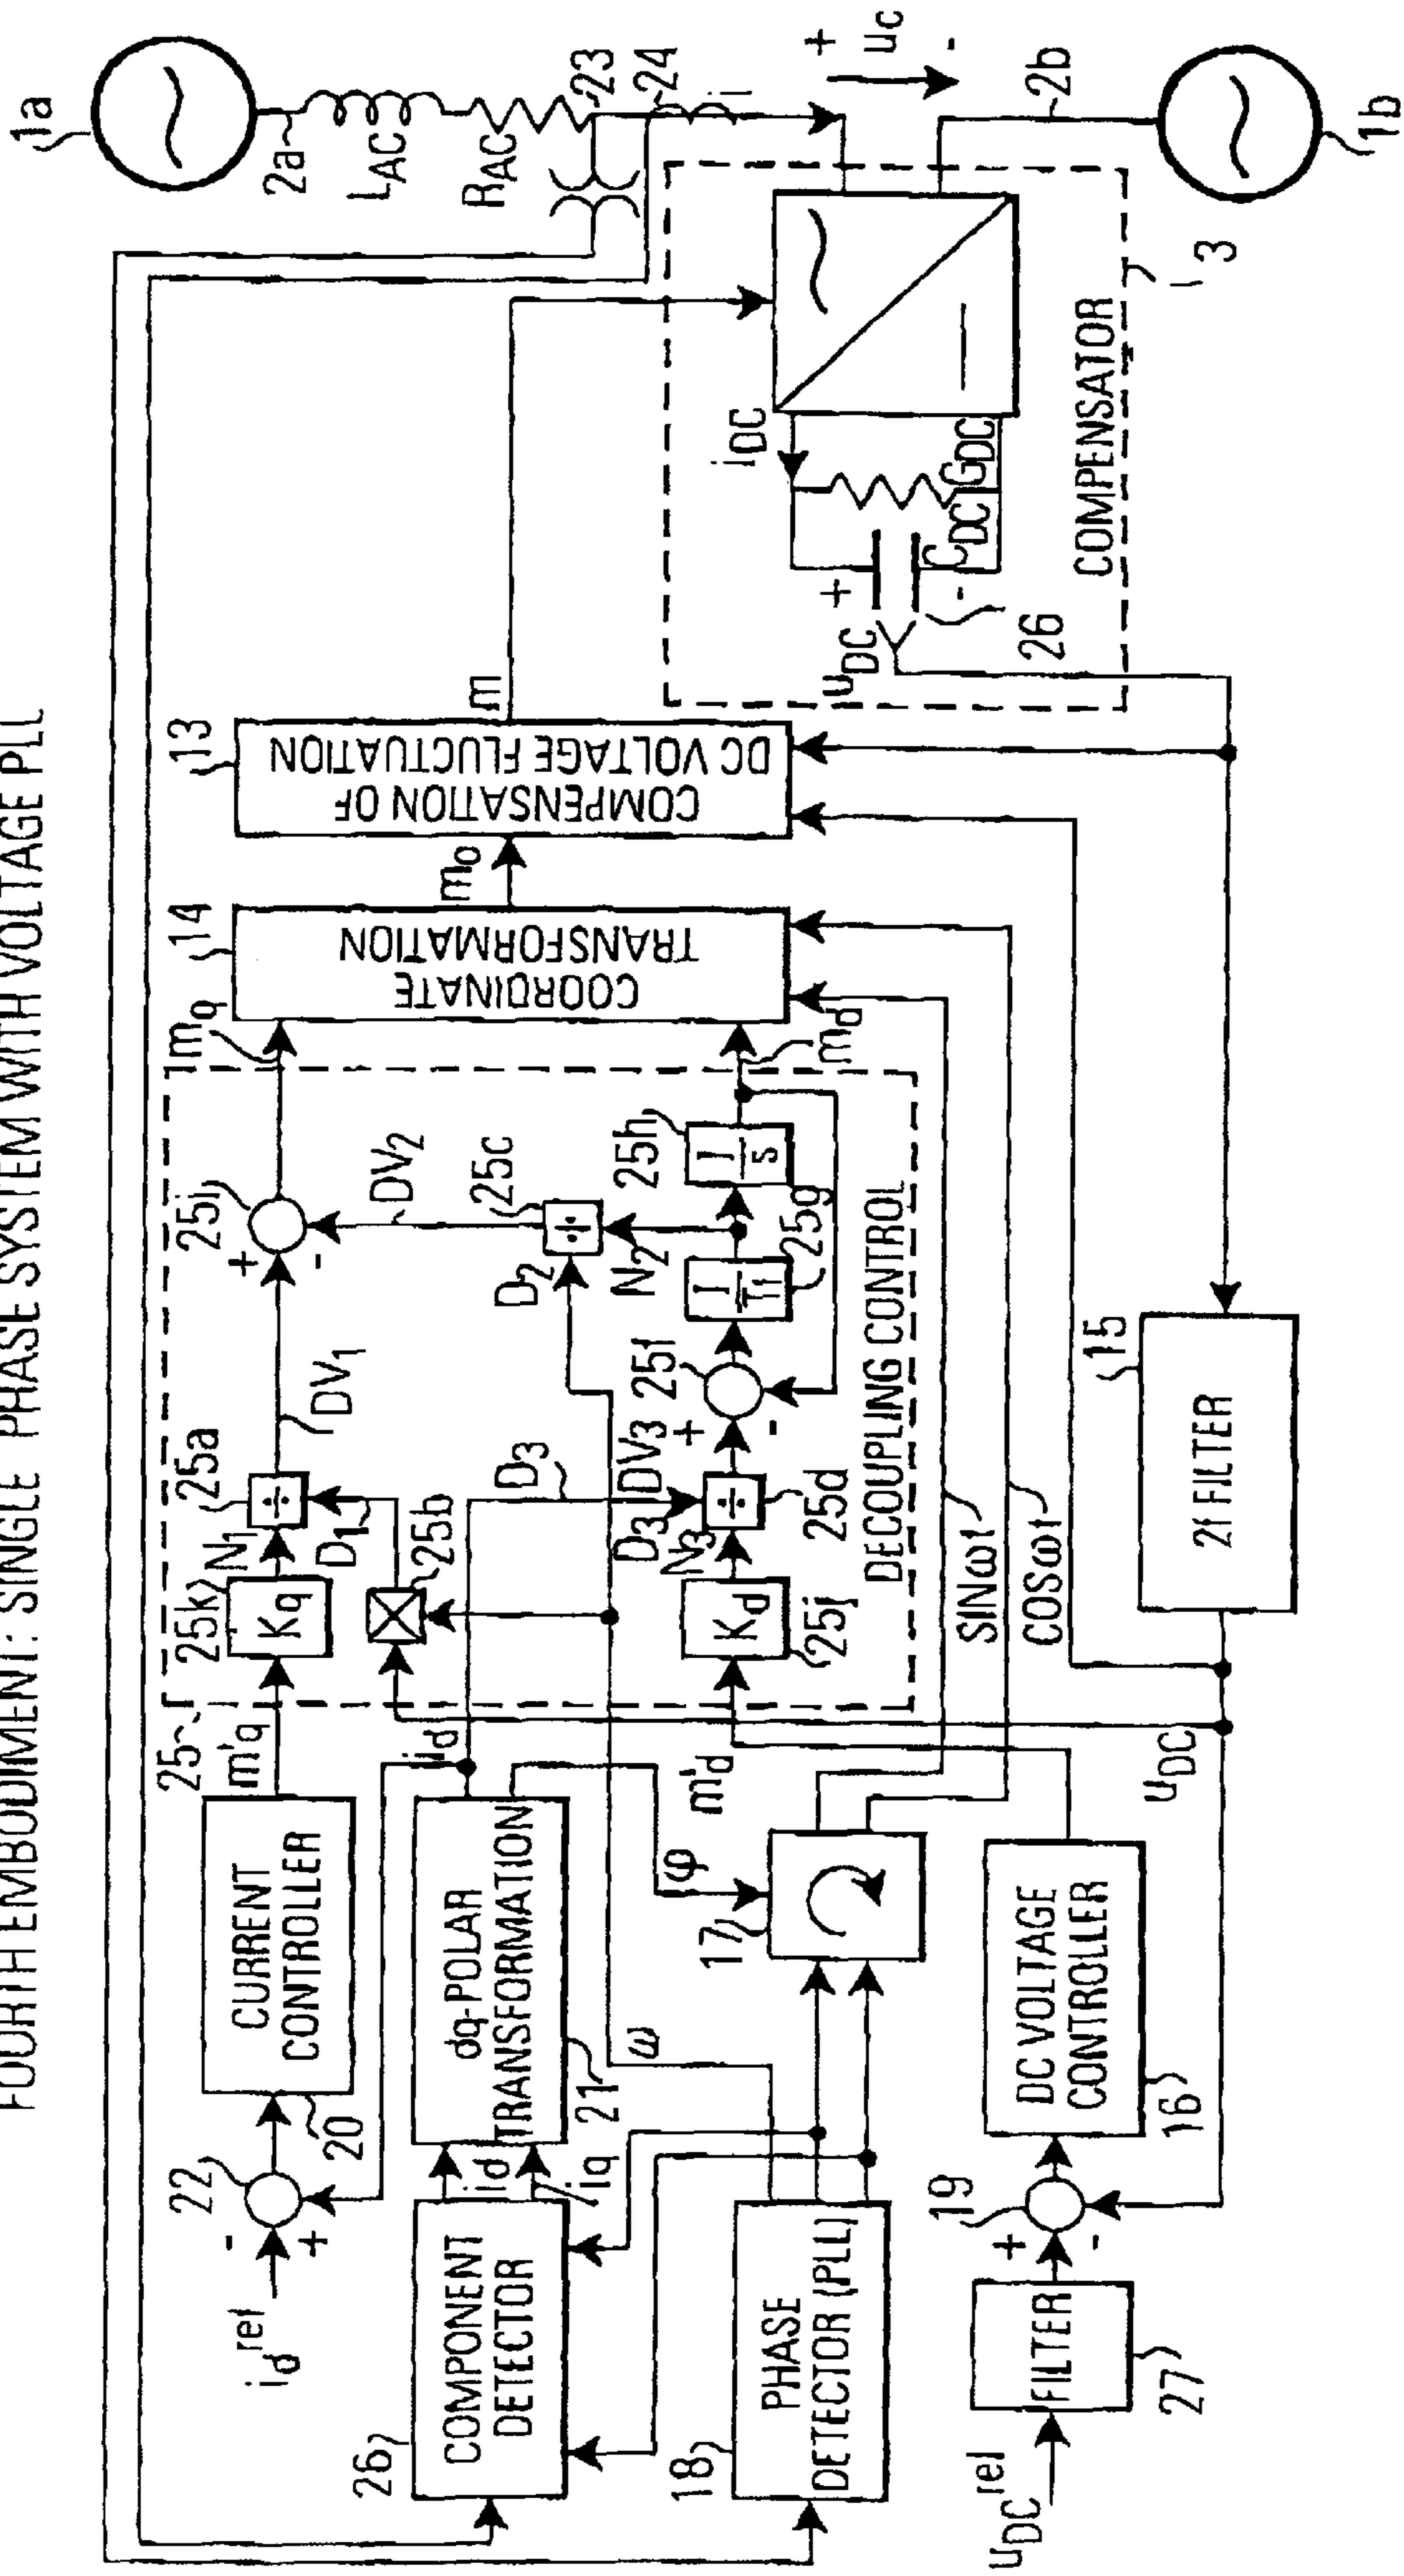 FOURTH EMBODIMENT: SINGLE PHASE SYSTEM WITH VOLTAGE PLL
1a
2a
LAC
RAC
23
24
i
+
uC
-
2b
1b
3
COMPENSATOR
iDC
GDC
CDC
+
-
uDC
26
m
13
COMPENSATION OF
DC VOLTAGE FLUCTUATION
mo
14
COORDINATE
TRANSFORMATION
mq
md
25i
+
-
DV2
25c
25h
1/s
25g
1/Tf
N2
D2
25f
+
-
DV1
25a
N1
D1
25k
Kq
25b
D3
DV3
D3
N3
25d
Kd
25j
DECOUPLING CONTROL
SINωt
COSωt
15
2f FILTER
25
m'q
id
m'd
uDC
CURRENT
CONTROLLER
20
22
-
+
id ref
dq-POLAR
TRANSFORMATION
21
φ
ω
17
id
iq
COMPONENT
DETECTOR
26
PHASE
DETECTOR (PLL)
18
DC VOLTAGE
CONTROLLER
16
19
+
-
FILTER
27
uDC ref